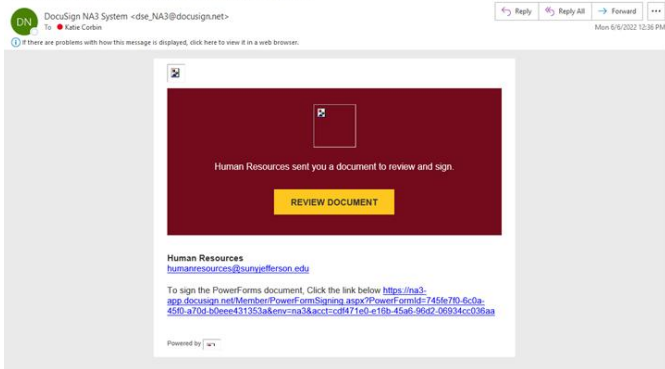 DN
DocuSign NA3 System <dse_NA3@docusign.net>
To Katie Corbin
Reply
Reply All
Forward
Mon 6/6/2022 12:36 PM
If there are problems with how this message is displayed, click here to view it in a web browser.
Human Resources sent you a document to review and sign.
REVIEW DOCUMENT
Human Resources
humanresources@sunyjefferson.edu
To sign the PowerForms document, Click the link below https://na3-
app.docusign.net/Member/PowerFormSigning.aspx?PowerFormId=745fe7f0-6c0a-
45f0-a70d-b0eee431353a&env=na3&acct=cdf471e0-e16b-45a6-96d2-06934cc036aa
Powered by